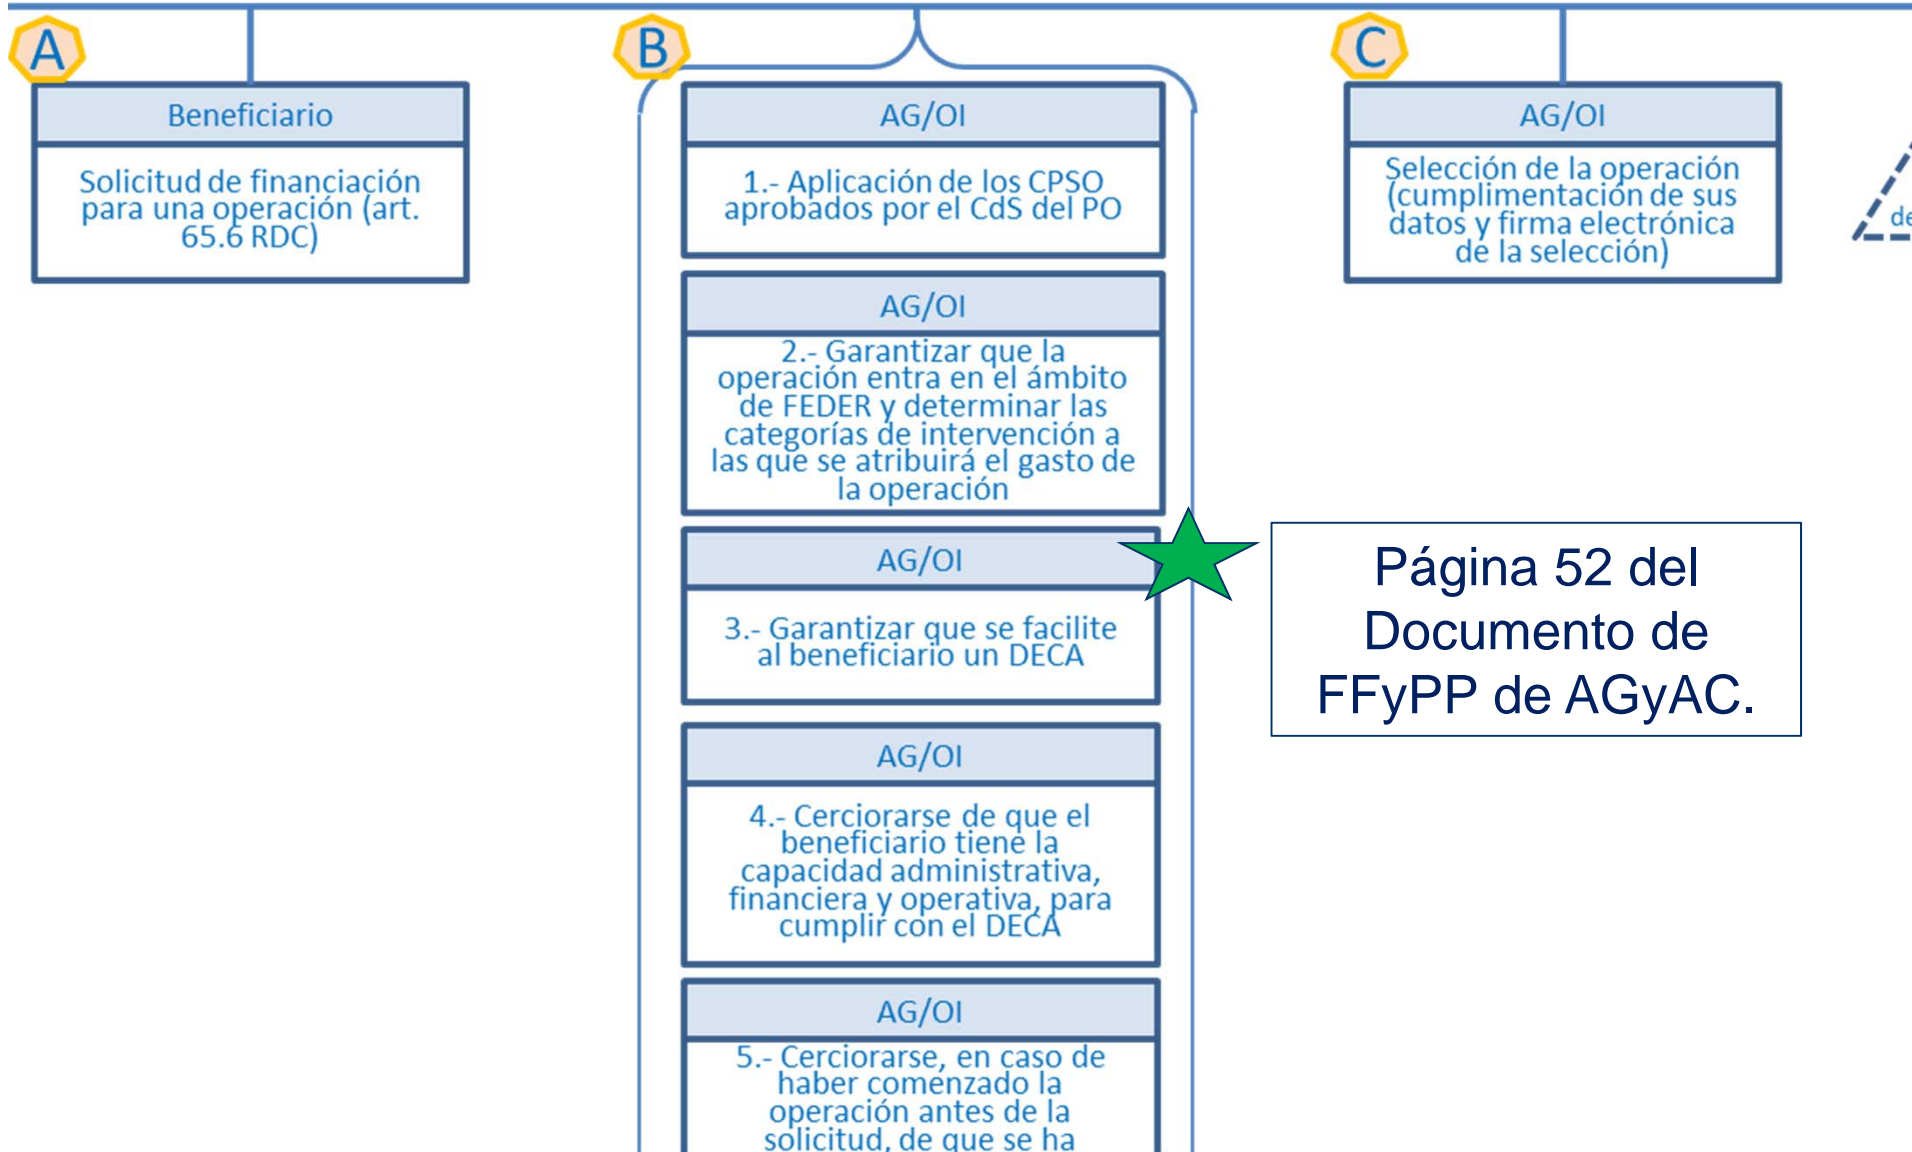 A
Beneficiario
Solicitud de financiación
para una operación (art.
65.6 RDC)
B
AG/OI
1.- Aplicación de los CPSO
aprobados por el CdS del PO
AG/OI
2.- Garantizar que la
operación entra en el ámbito
de FEDER y determinar las
categorías de intervención a
las que se atribuirá el gasto de
la operación
AG/OI
3.- Garantizar que se facilite
al beneficiario un DECA
AG/OI
4.- Cerciorarse de que el
beneficiario tiene la
capacidad administrativa,
financiera y operativa, para
cumplir con el DECA
AG/OI
5.- Cerciorarse, en caso de
haber comenzado la
operación antes de la
solicitud, de que se ha
C
AG/OI
Selección de la operación
(cumplimentación de sus
datos y firma electrónica
de la selección)
Página 52 del
Documento de
FFyPP de AGyAC.